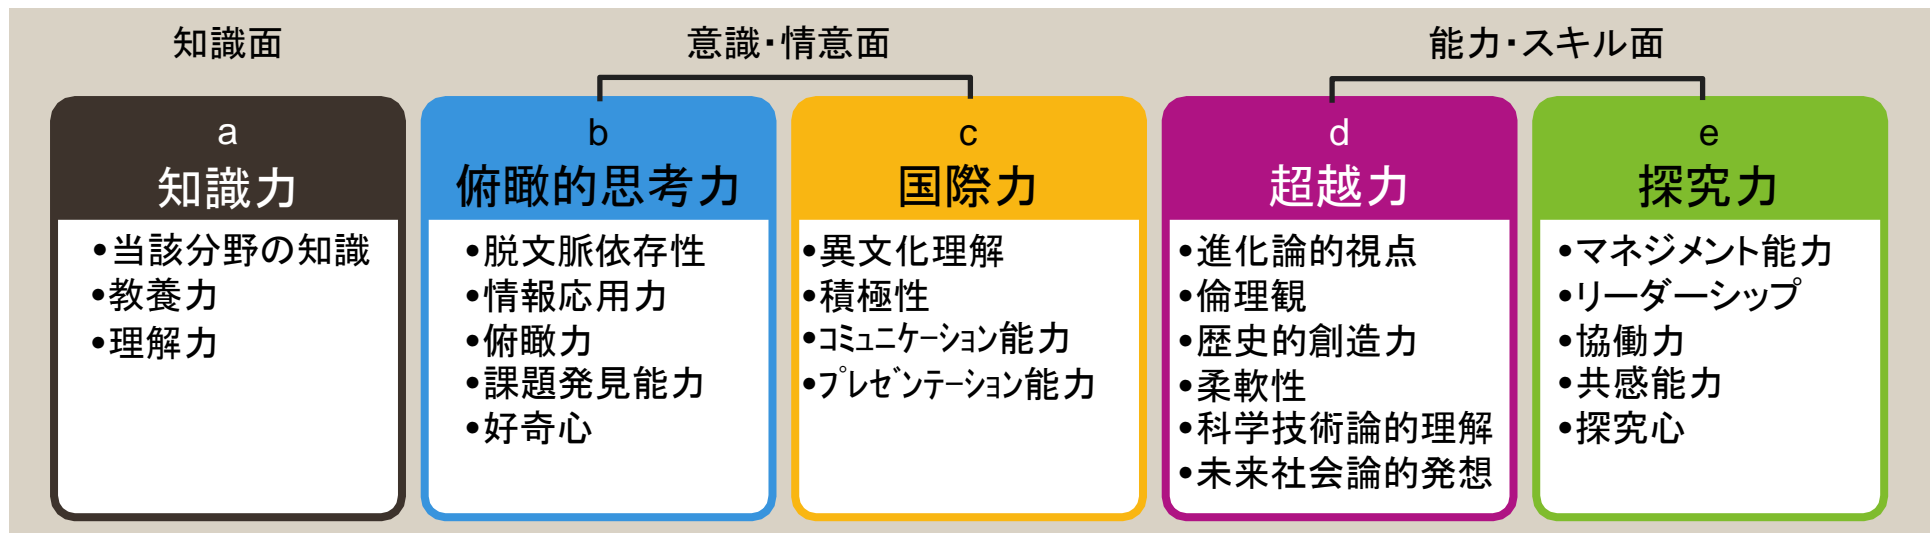 知識面
意識・情意面
能力・スキル面
a
知識力
•当該分野の知識
•教養力
•理解力
b
俯瞰的思考力
•脱文脈依存性
•情報応用力
•俯瞰力
•課題発見能力
•好奇心
c
国際力
•異文化理解
•積極性
•ｺﾐｭﾆｹｰｼｮﾝ能力
•ﾌﾟﾚｾﾞﾝﾃｰｼｮﾝ能力
d
超越力
•進化論的視点
•倫理観
•歴史的創造力
•柔軟性
•科学技術論的理解
•未来社会論的発想
e
探究力
•マネジメント能力
•リーダーシップ
•協働力
•共感能力
•探究心